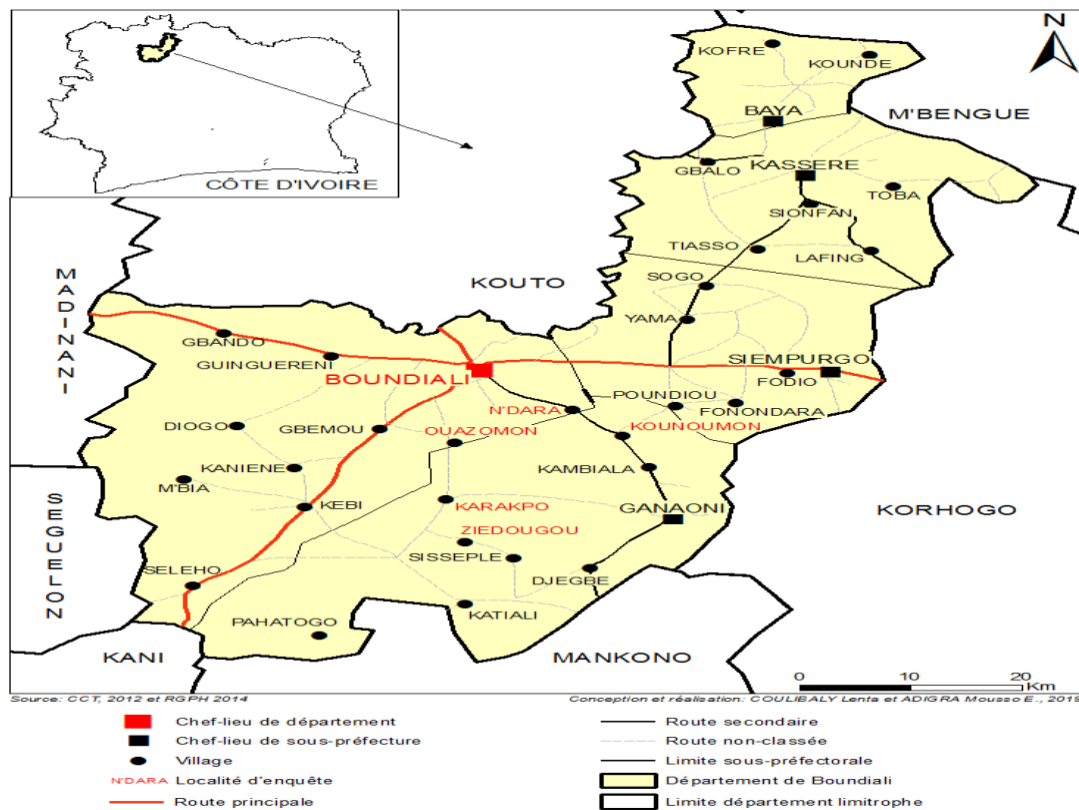 N
KOFRE
KOUNDE
BAYA
M'BENGUE
GBALO
KASSERE
TOBA
CÔTE D'IVOIRE
SIONFAN
TIASSO
LAFING
MADINANI
KOUTO
SOGO
YAMA
GBANDO
GUINGUERENI
SIEMPURGO
BOUNDIALI
FODIO
POUNDIOU
N'DARA
FONONDARA
DIOGO
GBEMOU
OUAZOMON
KOUNOUMON
KANIENE
KAMBIALA
M'BIA
KEBI
KARAKPO
GANAONI
KORHOGO
SEGUELON
ZIEDOUGOU
SISSEPLE
SELEHO
DJEGBE
KATIALI
PAHATOGO
KANI
MANKONO
0 10 20
Km
Source: CCT, 2012 et RGPH 2014
Conception et réalisation: COULIBALY Lenta et ADIGRA Mousso E., 2019
Chef-lieu de département
Chef-lieu de sous-préfecture
Village
N'DARA Localité d'enquête
Route principale
Route secondaire
Route non-classée
Limite sous-préfectorale
Département de Boundiali
Limite département limitrophe